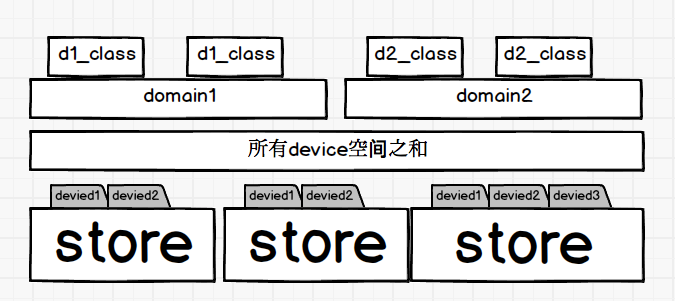 d1_class d1_class d2_class d2_class
domain1 domain2
所有device空间之和
devied1 devied2 devied1 devied2 devied1 devied2 devied3
store store store